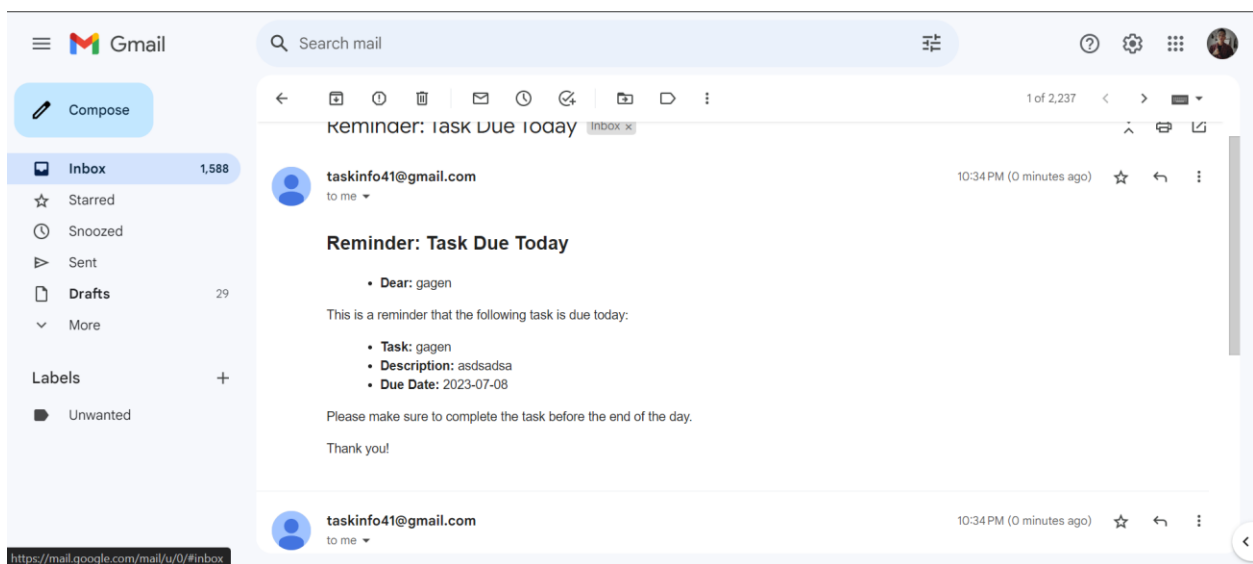 Gmail
Search mail
Compose
1 of 2,237
Reminder: Task Due Today Inbox x
Inbox 1,588
Starred
Snoozed
Sent
Drafts 29
More
Labels +
Unwanted
taskinfo41@gmail.com 10:34 PM (0 minutes ago)
to me
Reminder: Task Due Today
• Dear: gagen
This is a reminder that the following task is due today:
• Task: gagen
• Description: asdsadsa
• Due Date: 2023-07-08
Please make sure to complete the task before the end of the day.
Thank you!
taskinfo41@gmail.com 10:34 PM (0 minutes ago)
to me
https://mail.google.com/mail/u/0/#inbox